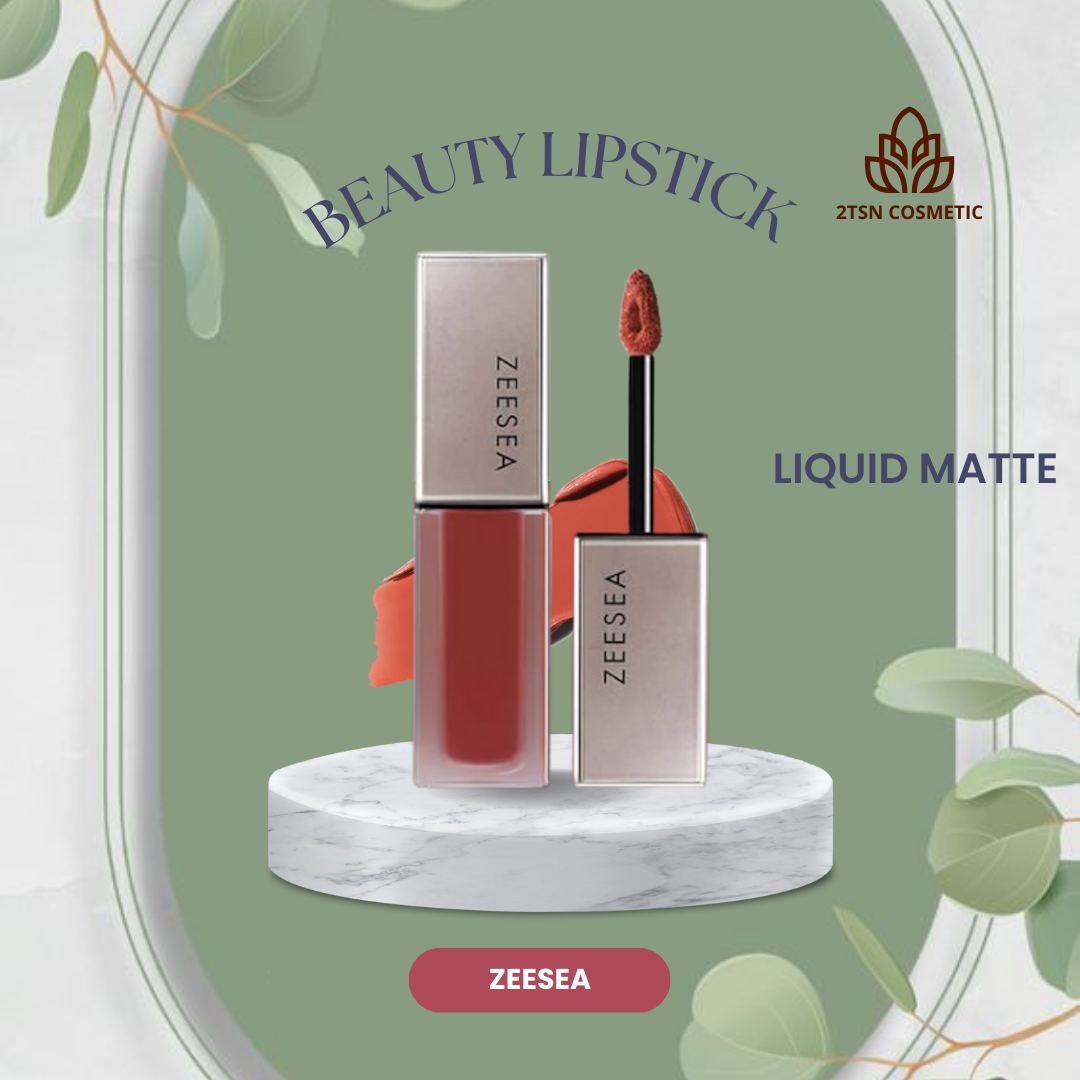 BEAUTY LIPSTICK
2TSN COSMETIC
ZEESEA
LIQUID MATTE
ZEESEA
ZEESEA